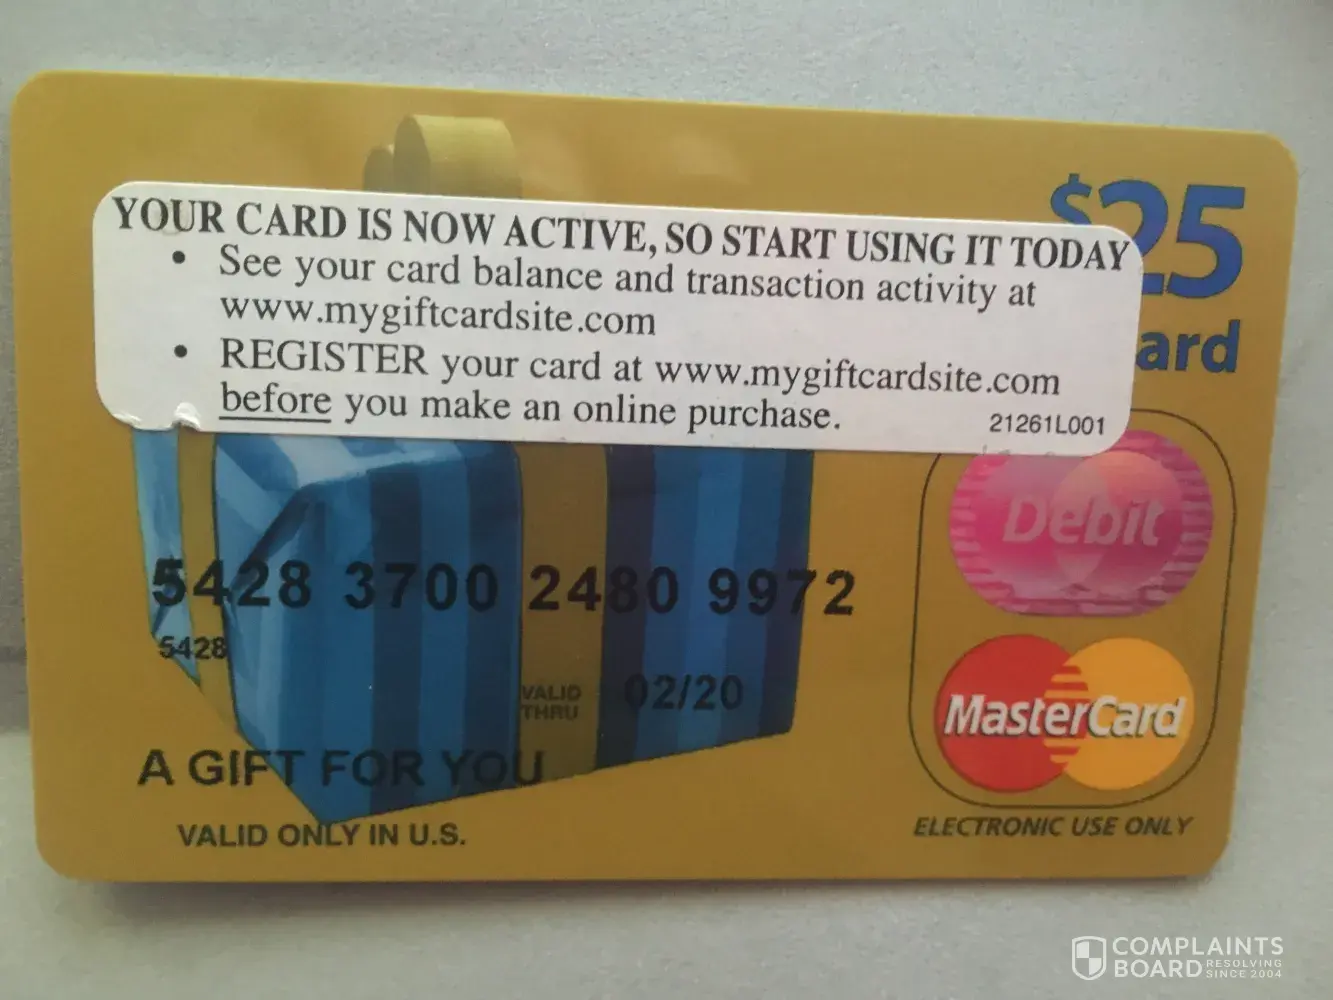 $25
YOUR CARD IS NOW ACTIVE, SO START USING IT TODAY
• See your card balance and transaction activity at
www.mygiftcardsite.com
ard
• REGISTER your card at www.mygiftcardsite.com
before you make an online purchase.
21261L001
Debit
5428 3700 2480 9972
5428
VALID
THRU
02/20
MasterCard
A GIFT FOR YOU
VALID ONLY IN U.S.
ELECTRONIC USE ONLY
COMPLAINTS
BOARD RESOLVING
SINCE 2004